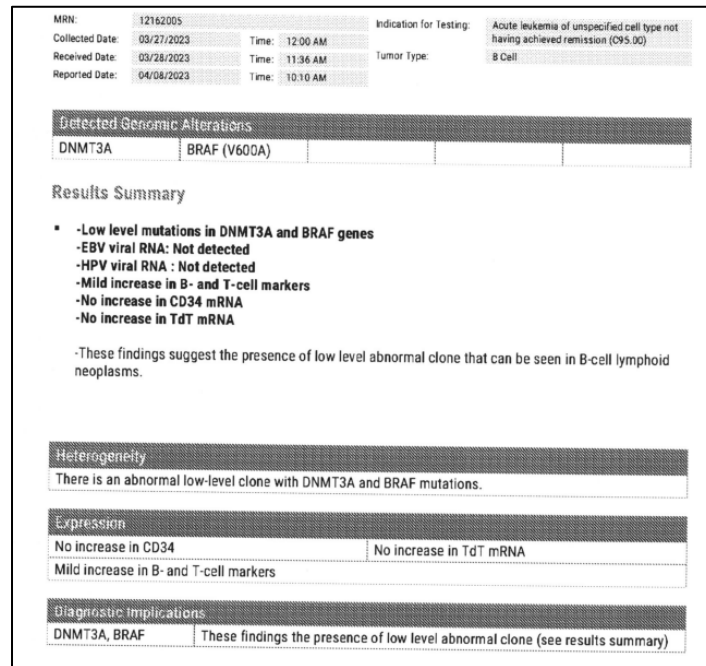 MRN: 12162005
Collected Date: 03/27/2023 Time: 12:00 AM
Received Date: 03/28/2023 Time: 11:36 AM
Reported Date: 04/08/2023 Time: 10:10 AM
Indication for Testing: Acute leukemia of unspecified cell type not
having achieved remission (C95.00)
Tumor Type: B Cell
Detected Genomic Alterations
DNMT3A BRAF (V600A)
Results Summary
▪ -Low level mutations in DNMT3A and BRAF genes
-EBV viral RNA: Not detected
-HPV viral RNA : Not detected
-Mild increase in B- and T-cell markers
-No increase in CD34 mRNA
-No increase in TdT mRNA
-These findings suggest the presence of low level abnormal clone that can be seen in B-cell lymphoid
neoplasms.
Heterogeneity
There is an abnormal low-level clone with DNMT3A and BRAF mutations.
Expression
No increase in CD34 No increase in TdT mRNA
Mild increase in B- and T-cell markers
Diagnostic Implications
DNMT3A, BRAF These findings the presence of low level abnormal clone (see results summary)